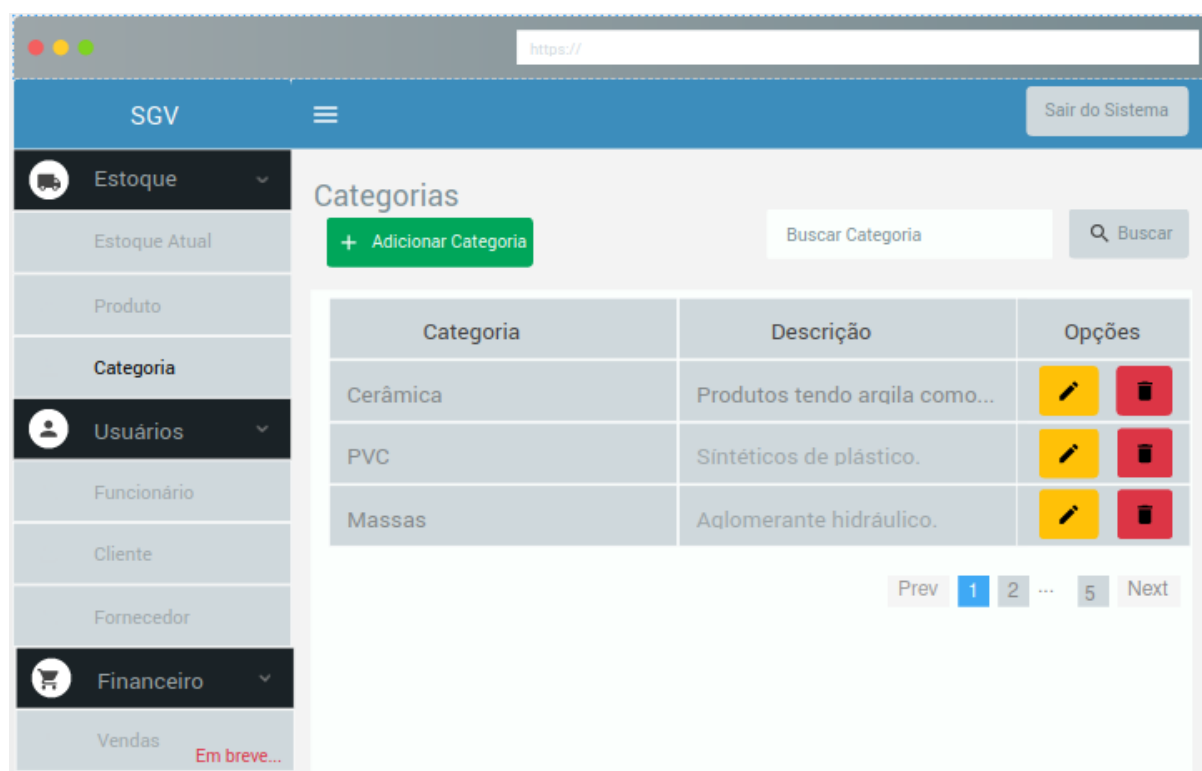 https://
SGV
Sair do Sistema
Estoque
Estoque Atual
Produto
Categoria
Usuários
Funcionário
Cliente
Fornecedor
Financeiro
Vendas
Em breve...
Categorias
+ Adicionar Categoria
Buscar Categoria
Buscar
Categoria Descrição Opções
Cerâmica Produtos tendo argila como...
PVC Síntéticos de plástico.
Massas Aglomerante hidráulico.
Prev 1 2 ... 5 Next